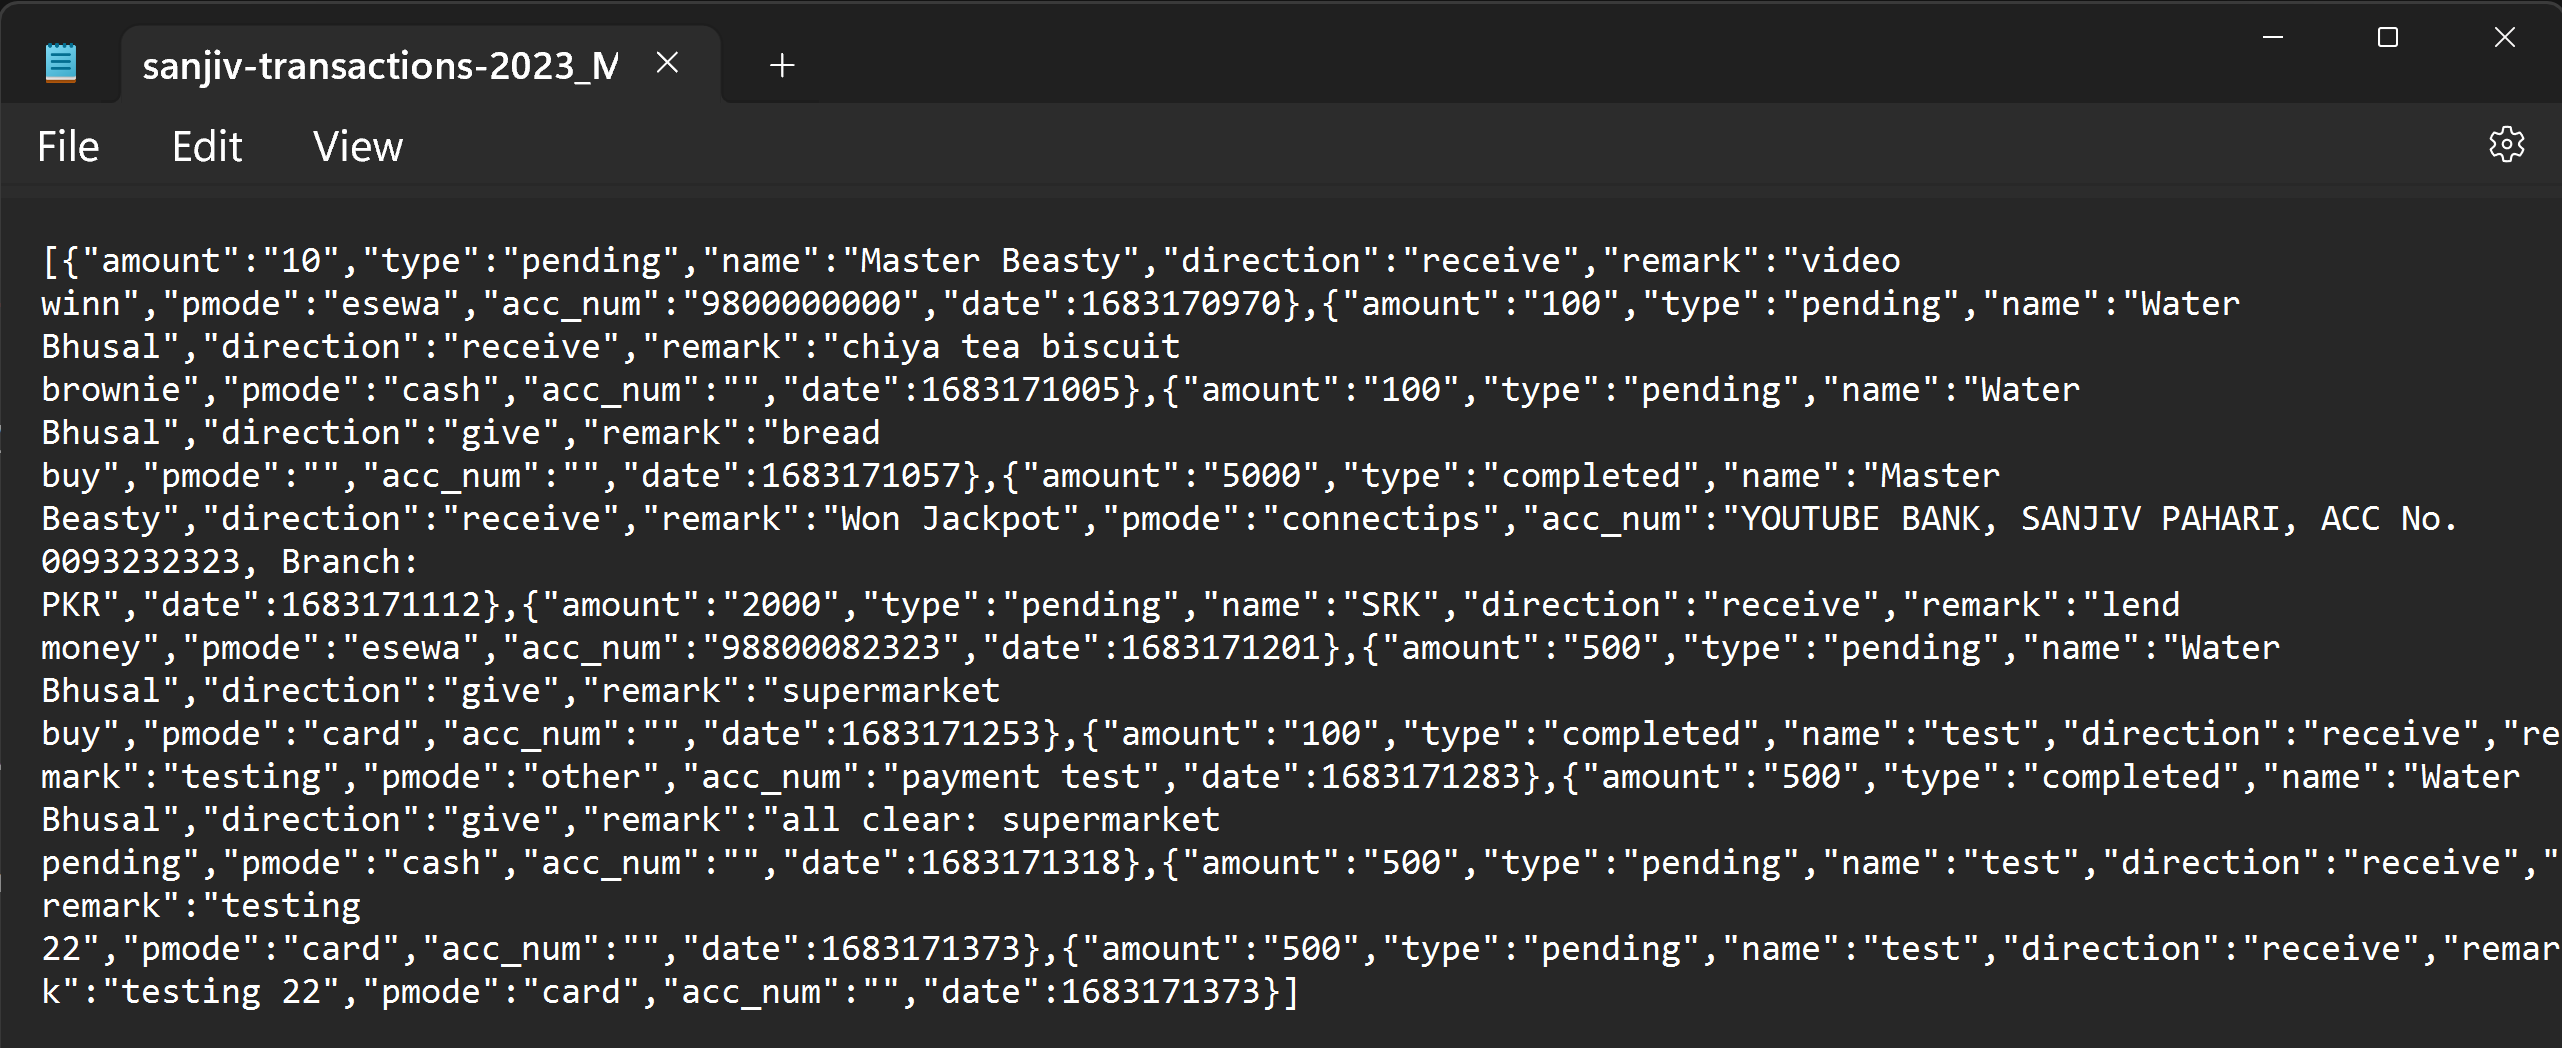 sanjiv-transactions-2023_M
File Edit View
[{"amount":"10","type":"pending","name":"Master Beasty","direction":"receive","remark":"video
winn","pmode":"esewa","acc_num":"9800000000","date":1683170970},{"amount":"100","type":"pending","name":"Water
Bhusal","direction":"receive","remark":"chiya tea biscuit
brownie","pmode":"cash","acc_num":"","date":1683171005},{"amount":"100","type":"pending","name":"Water
Bhusal","direction":"give","remark":"bread
buy","pmode":"","acc_num":"","date":1683171057},{"amount":"5000","type":"completed","name":"Master
Beasty","direction":"receive","remark":"Won Jackpot","pmode":"connectips","acc_num":"YOUTUBE BANK, SANJIV PAHARI, ACC No.
0093232323, Branch:
PKR","date":1683171112},{"amount":"2000","type":"pending","name":"SRK","direction":"receive","remark":"lend
money","pmode":"esewa","acc_num":"98800082323","date":1683171201},{"amount":"500","type":"pending","name":"Water
Bhusal","direction":"give","remark":"supermarket
buy","pmode":"card","acc_num":"","date":1683171253},{"amount":"100","type":"completed","name":"test","direction":"receive","re
mark":"testing","pmode":"other","acc_num":"payment test","date":1683171283},{"amount":"500","type":"completed","name":"Water
Bhusal","direction":"give","remark":"all clear: supermarket
pending","pmode":"cash","acc_num":"","date":1683171318},{"amount":"500","type":"pending","name":"test","direction":"receive","
remark":"testing
22","pmode":"card","acc_num":"","date":1683171373},{"amount":"500","type":"pending","name":"test","direction":"receive","remar
k":"testing 22","pmode":"card","acc_num":"","date":1683171373}]